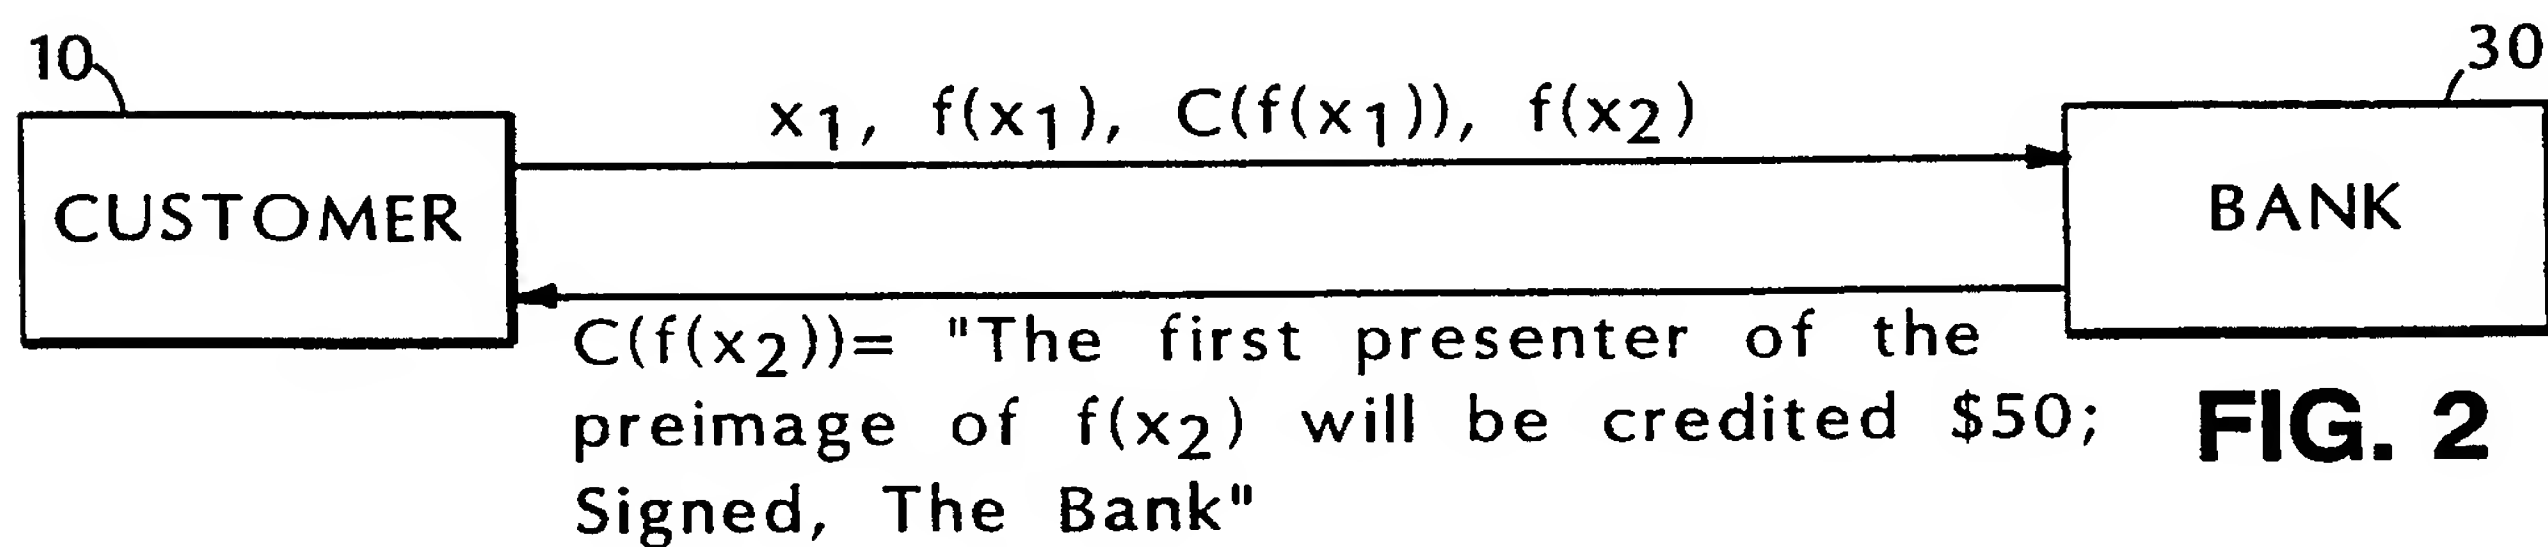 10
30
x1, f(x1), C(f(x1)), f(x2)
CUSTOMER
BANK
C(f(x2))= "The first presenter of the
preimage of f(x2) will be credited $50;
Signed, The Bank"
FIG. 2